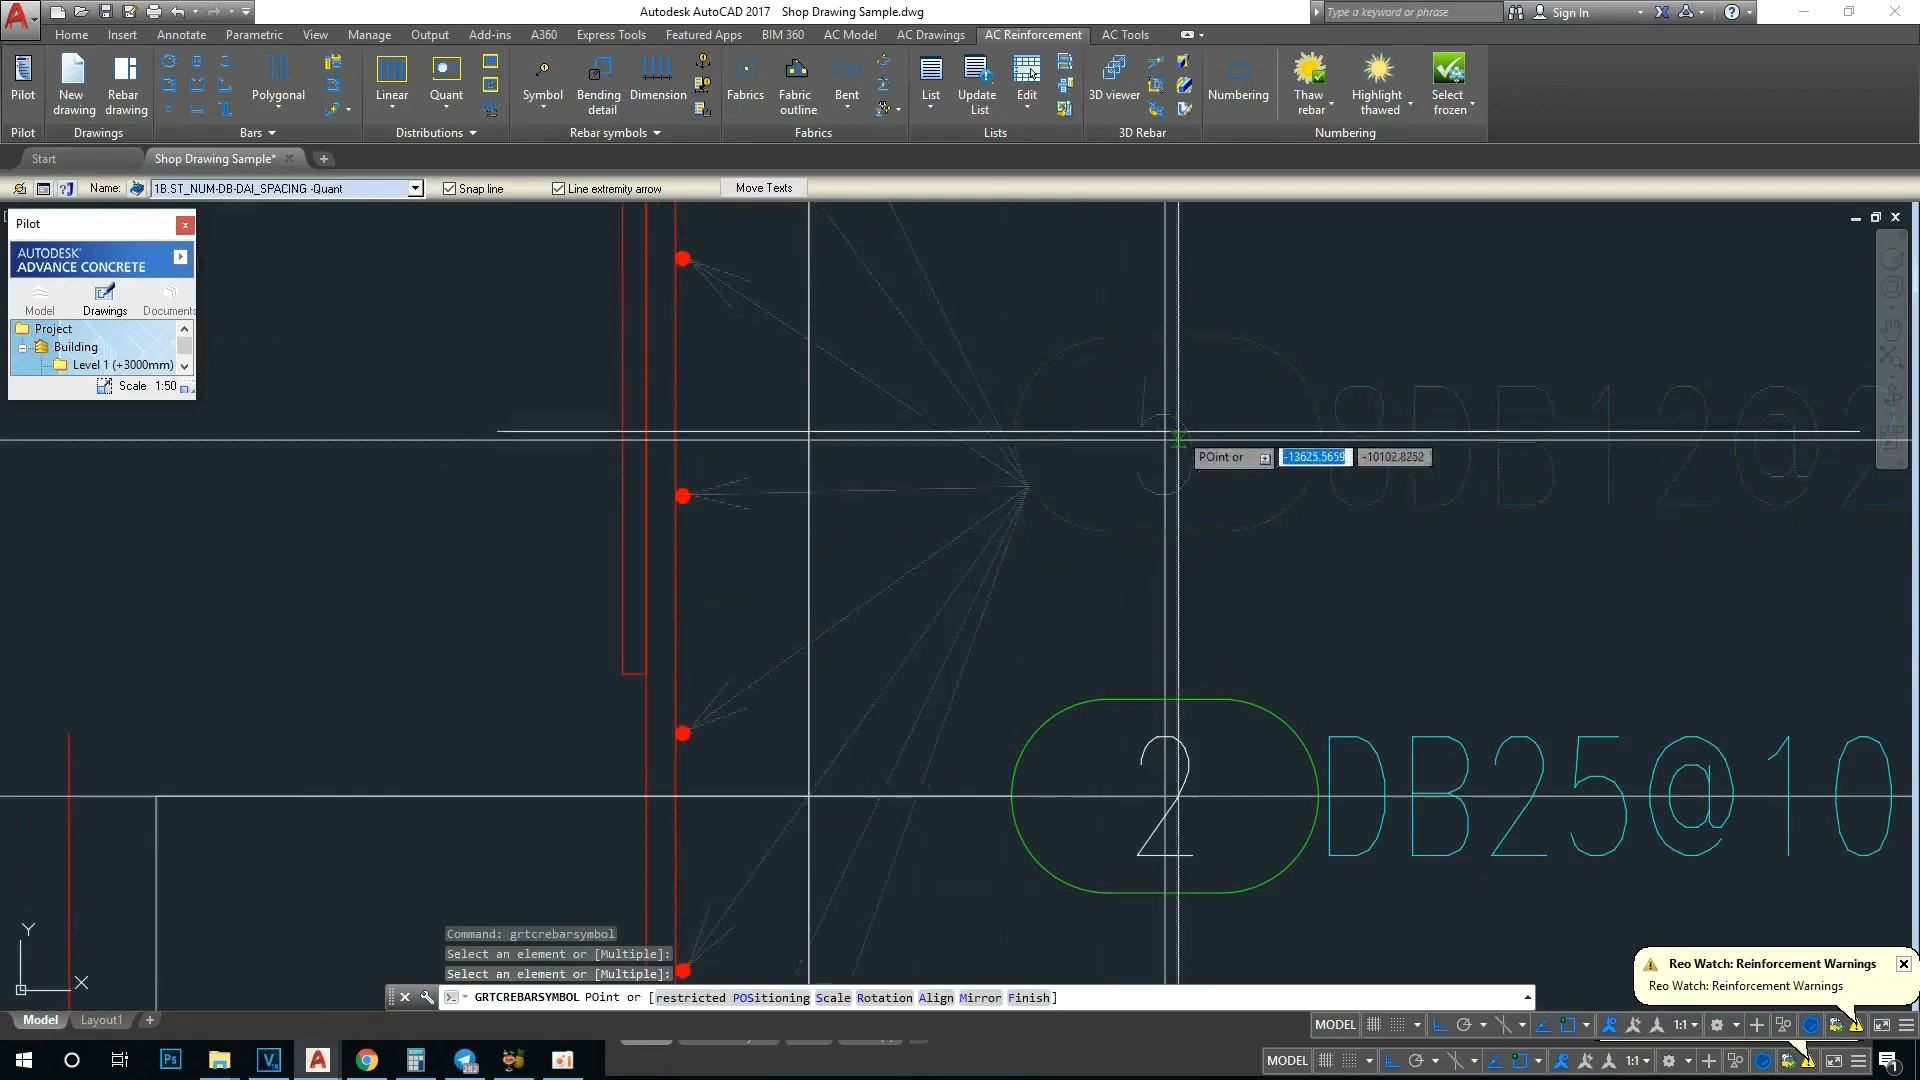 Autodesk AutoCAD 2017   Shop Drawing Sample.dwg
Type a keyword or phrase
Sign In
Home Insert Annotate Parametric View Manage Output Add-ins A360 Express Tools Featured Apps BIM 360 AC Model AC Drawings AC Reinforcement AC Tools
Pilot
New drawing
Rebar drawing
Polygonal
Linear
Quant
Symbol
Bending detail
Dimension
Fabrics
Fabric outline
Bent
List
Update List
Edit
3D viewer
Numbering
Thaw rebar
Highlight thawed
Select frozen
Pilot Drawings Bars Distributions Rebar symbols Fabrics Lists 3D Rebar Numbering
Start
Shop Drawing Sample*
Name: 1B.ST_NUM-DB-DAI_SPACING -Quant
Snap line
Line extremity arrow
Move Texts
Pilot
AUTODESK'
ADVANCE CONCRETE
Model Drawings Documents
Project
Building
Level 1 (+3000mm)
Scale 1:50
8DB12@2
POint or -13625.5659 -10102.8252
2 DB25@10
Y
X
Command: grtcrebarsymbol
Select an element or [Multiple]:
Select an element or [Multiple]:
GRTCREBARSYMBOL POint or [restricted POSitioning Scale Rotation Align Mirror Finish]
Reo Watch: Reinforcement Warnings
Reo Watch: Reinforcement Warnings
Model Layout1
MODEL 1:1
MODEL 1:1
Ps
282
1